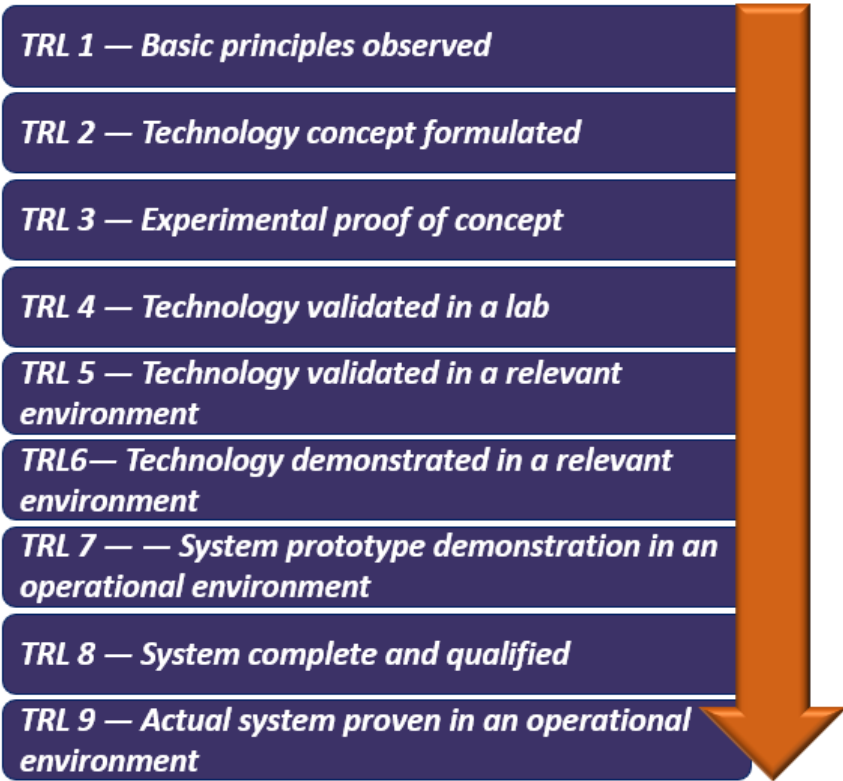 TRL 1 — Basic principles observed
TRL 2 — Technology concept formulated
TRL 3 — Experimental proof of concept
TRL 4 — Technology validated in a lab
TRL 5 — Technology validated in a relevant
environment
TRL6— Technology demonstrated in a relevant
environment
TRL 7 — — System prototype demonstration in an
operational environment
TRL 8 — System complete and qualified
TRL 9 — Actual system proven in an operational
environment